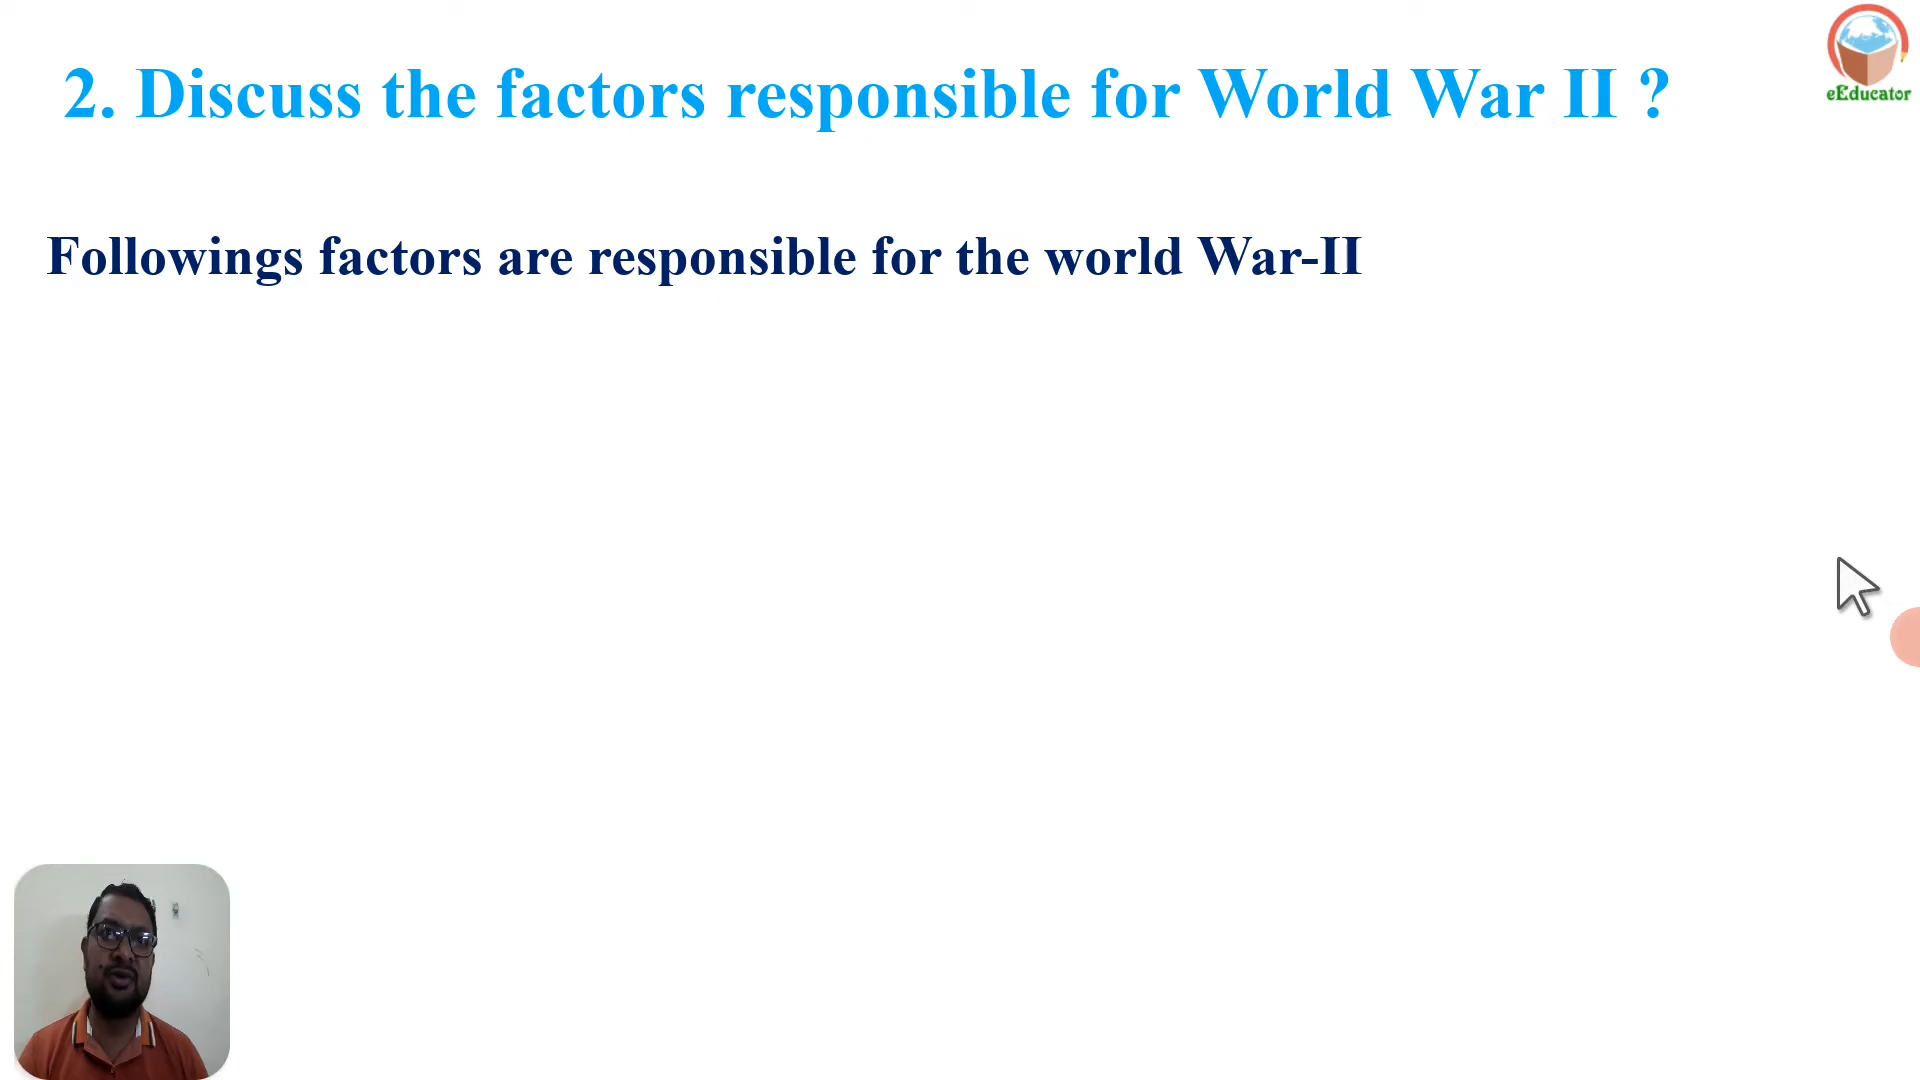 2. Discuss the factors responsible for World War II ?
eEducator
Followings factors are responsible for the world War-II